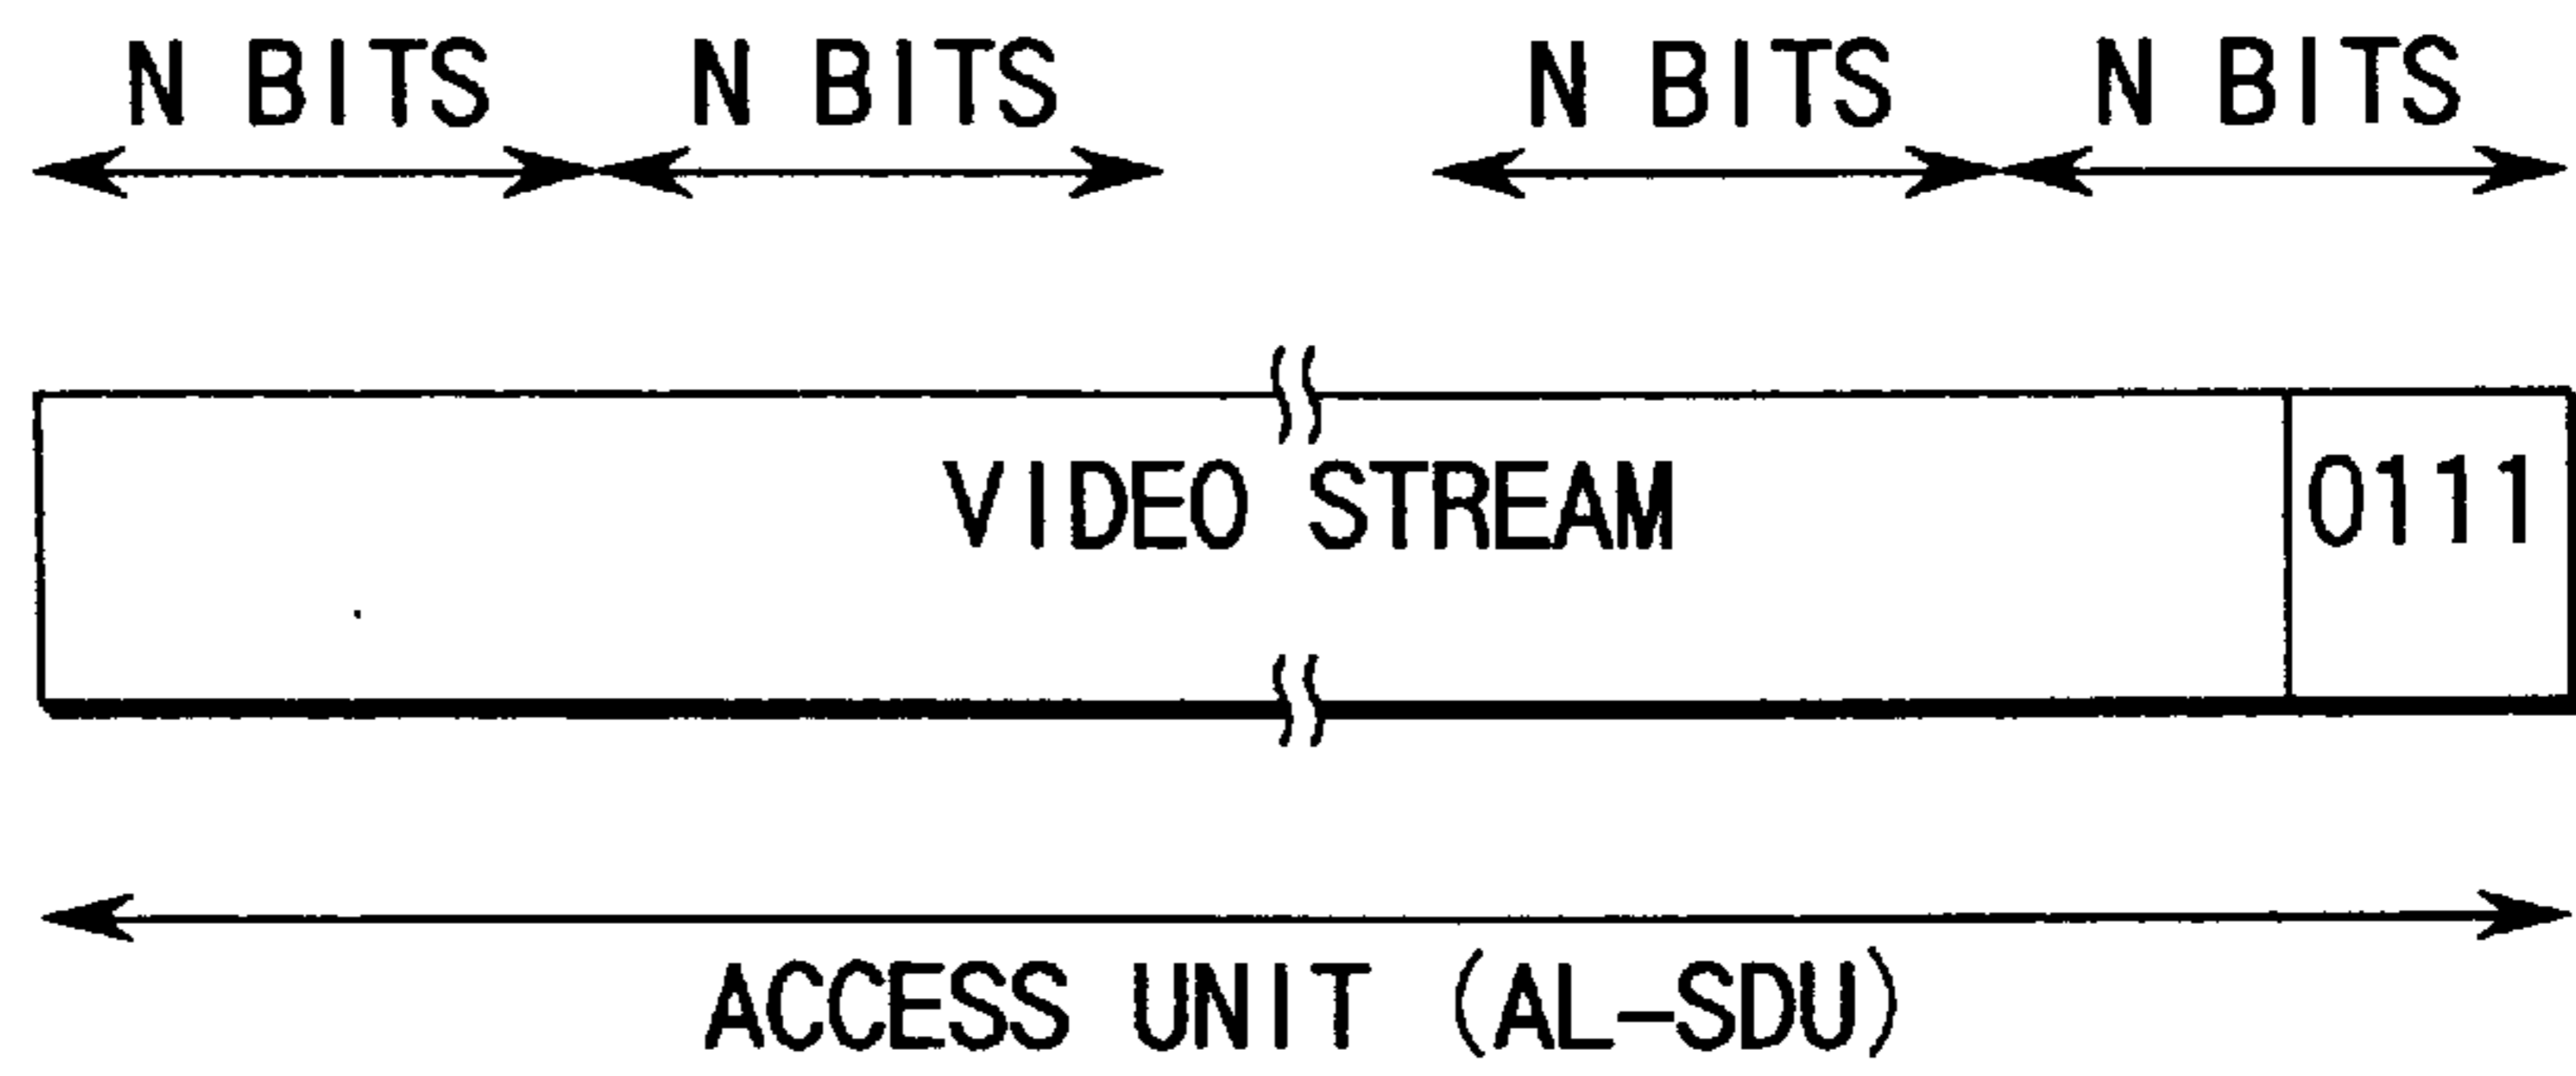 N BITS N BITS N BITS N BITS
VIDEO STREAM 0111
ACCESS UNIT (AL-SDU)